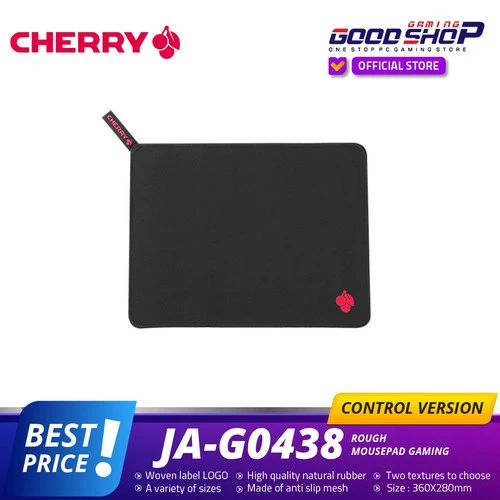 CHERRY
GAMING
GOODSHOP
ONE STOP PC GAMING STORE
OFFICIAL STORE
CHERRY
CONTROL VERSION
BEST
PRICE!
JA-G0438
ROUGH
MOUSEPAD GAMING
Woven label LOGO
High quality natural rubber
Two textures to choose
A variety of sizes
Made of anti slip mesh
Size : 360X280mm